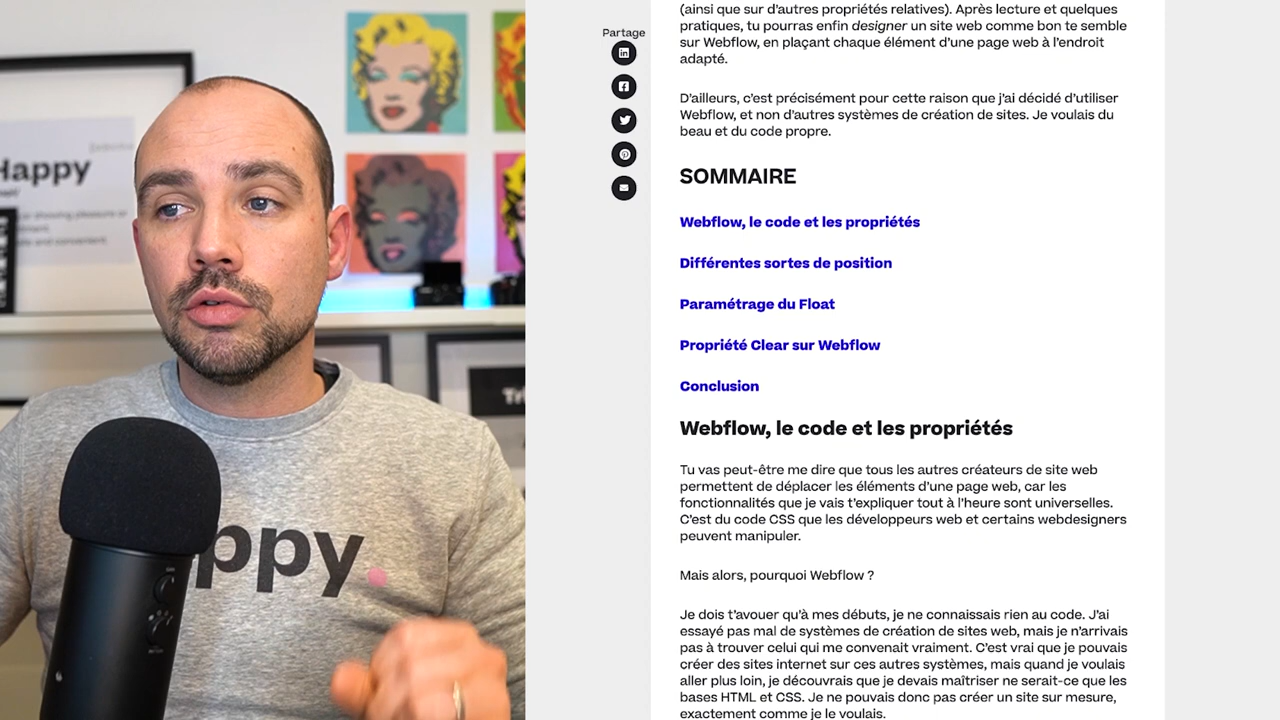 Happy
ppy.
Partage
(ainsi que sur d'autres propriétés relatives). Après lecture et quelques
pratiques, tu pourras enfin designer un site web comme bon te semble
sur Webflow, en plaçant chaque élément d'une page web à l'endroit
adapté.
D'ailleurs, c'est précisément pour cette raison que j'ai décidé d'utiliser
Webflow, et non d'autres systèmes de création de sites. Je voulais du
beau et du code propre.
SOMMAIRE
Webflow, le code et les propriétés
Différentes sortes de position
Paramétrage du Float
Propriété Clear sur Webflow
Conclusion
Webflow, le code et les propriétés
Tu vas peut-être me dire que tous les autres créateurs de site web
permettent de déplacer les éléments d'une page web, car les
fonctionnalités que je vais t'expliquer tout à l'heure sont universelles.
C'est du code CSS que les développeurs web et certains webdesigners
peuvent manipuler.
Mais alors, pourquoi Webflow ?
Je dois t'avouer qu'à mes débuts, je ne connaissais rien au code. J'ai
essayé pas mal de systèmes de création de sites web, mais je n'arrivais
pas à trouver celui qui me convenait vraiment. C'est vrai que je pouvais
créer des sites internet sur ces autres systèmes, mais quand je voulais
aller plus loin, je découvrais que je devais maîtriser ne serait-ce que les
bases HTML et CSS. Je ne pouvais donc pas créer un site sur mesure,
exactement comme je le voulais.